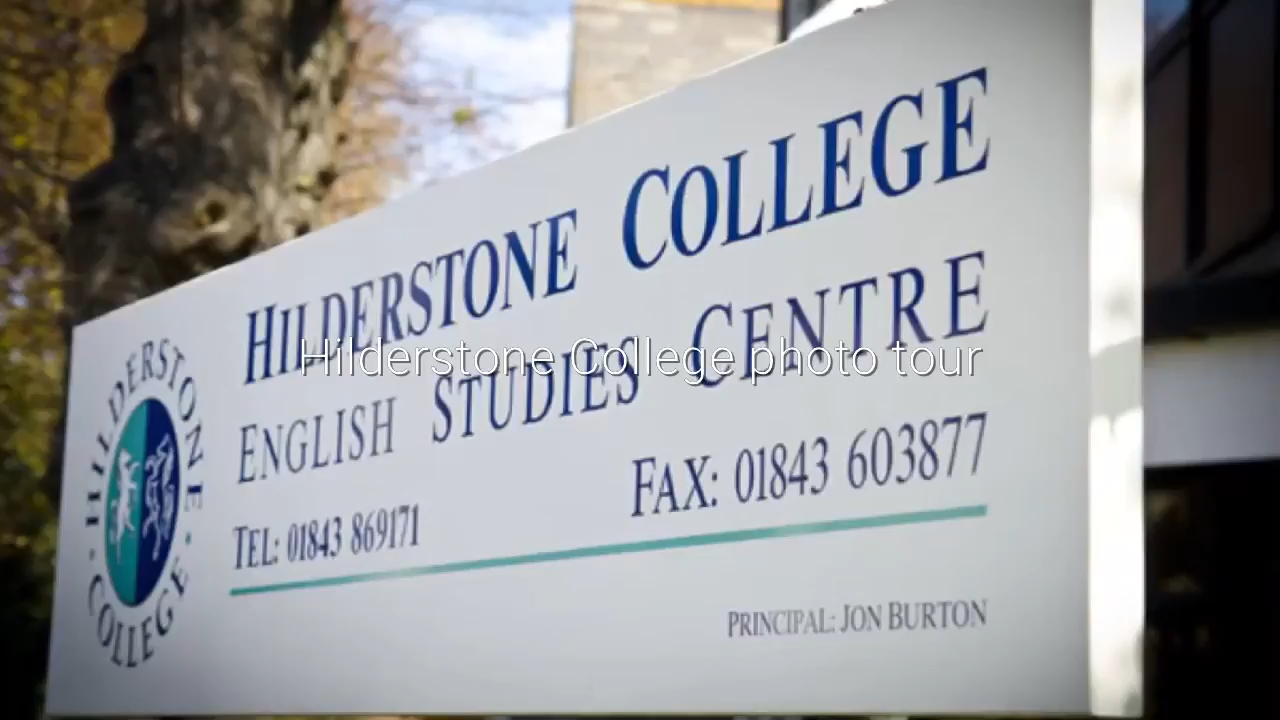 HILDERSTONE COLLEGE
Hilderstone College photo tour
ENGLISH STUDIES CENTRE
TEL: 01843 869171
FAX: 01843 603877
PRINCIPAL: JON BURTON
HILDERSTONE • COLLEGE •